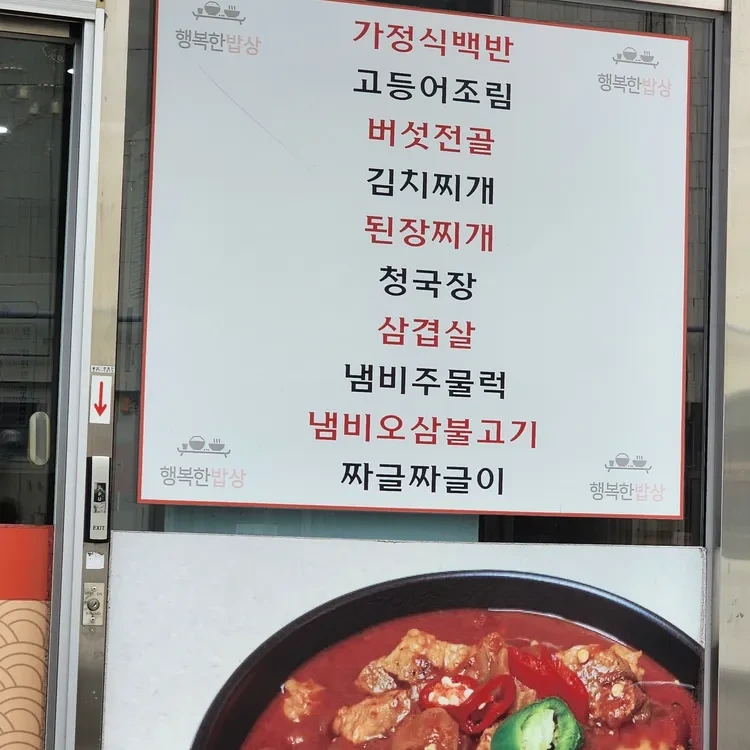 행복한밥상
가정식백반
행복한밥상
고등어조림
버섯전골
김치찌개
된장찌개
청국장
삼겹살
냄비주물럭
냄비오삼불고기
행복한밥상
짜글짜글이
행복한밥상
EXIT